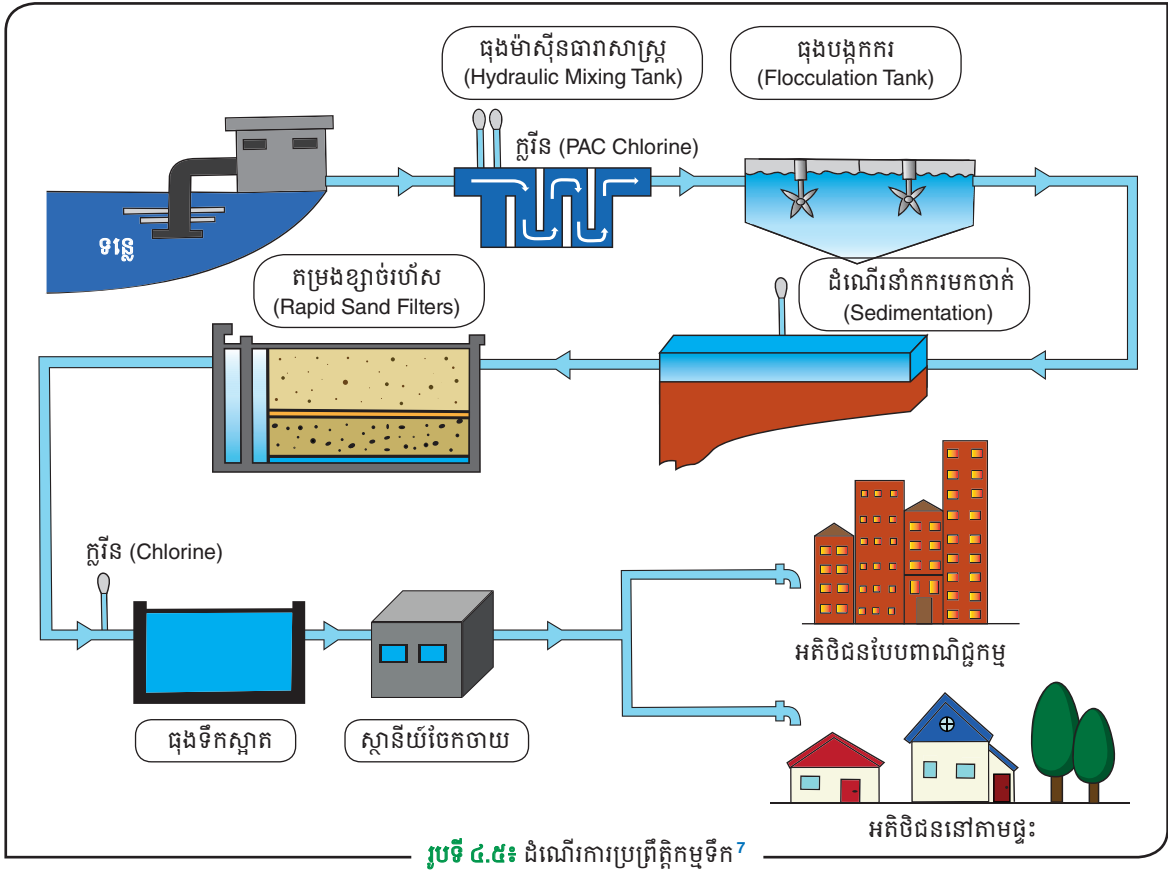 ធុងម៉ាស៊ីនធារាសាស្ត្រ
(Hydraulic Mixing Tank)
ធុងបង្កកករ
(Flocculation Tank)
ក្លរីន (PAC Chlorine)
ទន្លេ
តម្រងខ្សាច់រហ័ស
(Rapid Sand Filters)
ដំណើរនាំកករមកចាក់
(Sedimentation)
ក្លរីន (Chlorine)
អតិថិជនបែបពាណិជ្ជកម្ម
ធុងទឹកស្អាត
ស្ថានីយ៍ចែកចាយ
អតិថិជននៅតាមផ្ទះ
រូបទី ៤.៥៖ ដំណើរការប្រព្រឹត្តិកម្មទឹក 7